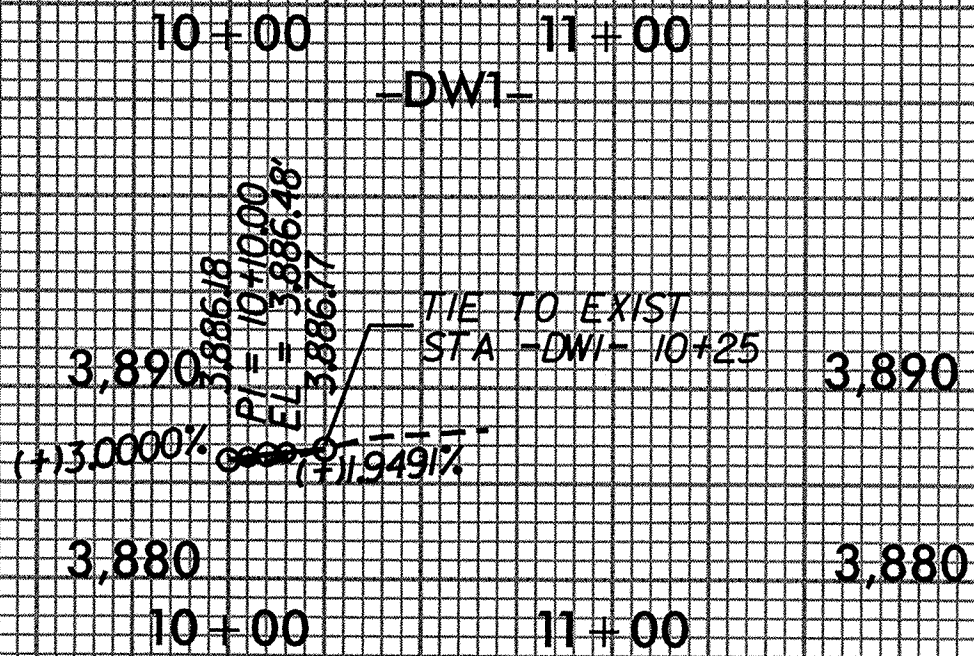 10+00 11+00
-DW1-
3,886.18
PI = 10+10.00
EL = 3,886.48'
3,886.77
TIE TO EXIST
STA -DW1- 10+25
3,890 3,890
(+)3.0000%
(+)1.9491%
3,880 3,880
10+00 11+00